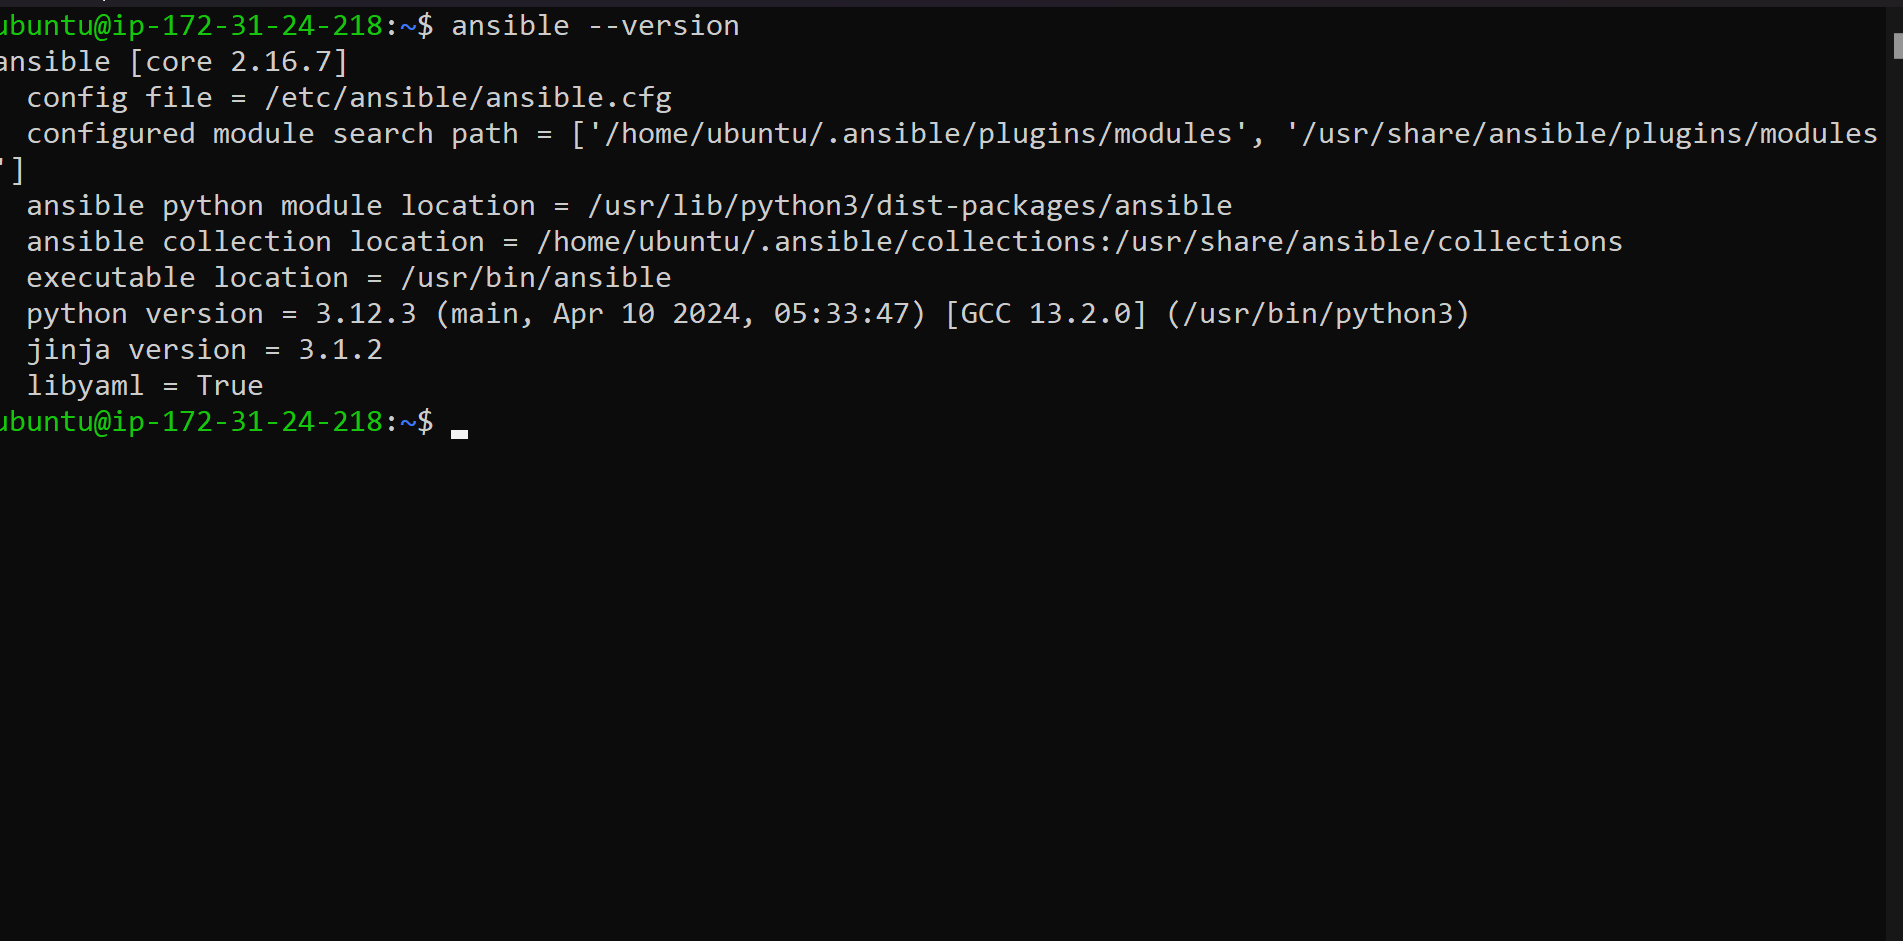 ubuntu@ip-172-31-24-218:~$ ansible --version
ansible [core 2.16.7]
  config file = /etc/ansible/ansible.cfg
  configured module search path = ['/home/ubuntu/.ansible/plugins/modules', '/usr/share/ansible/plugins/modules
']
  ansible python module location = /usr/lib/python3/dist-packages/ansible
  ansible collection location = /home/ubuntu/.ansible/collections:/usr/share/ansible/collections
  executable location = /usr/bin/ansible
  python version = 3.12.3 (main, Apr 10 2024, 05:33:47) [GCC 13.2.0] (/usr/bin/python3)
  jinja version = 3.1.2
  libyaml = True
ubuntu@ip-172-31-24-218:~$